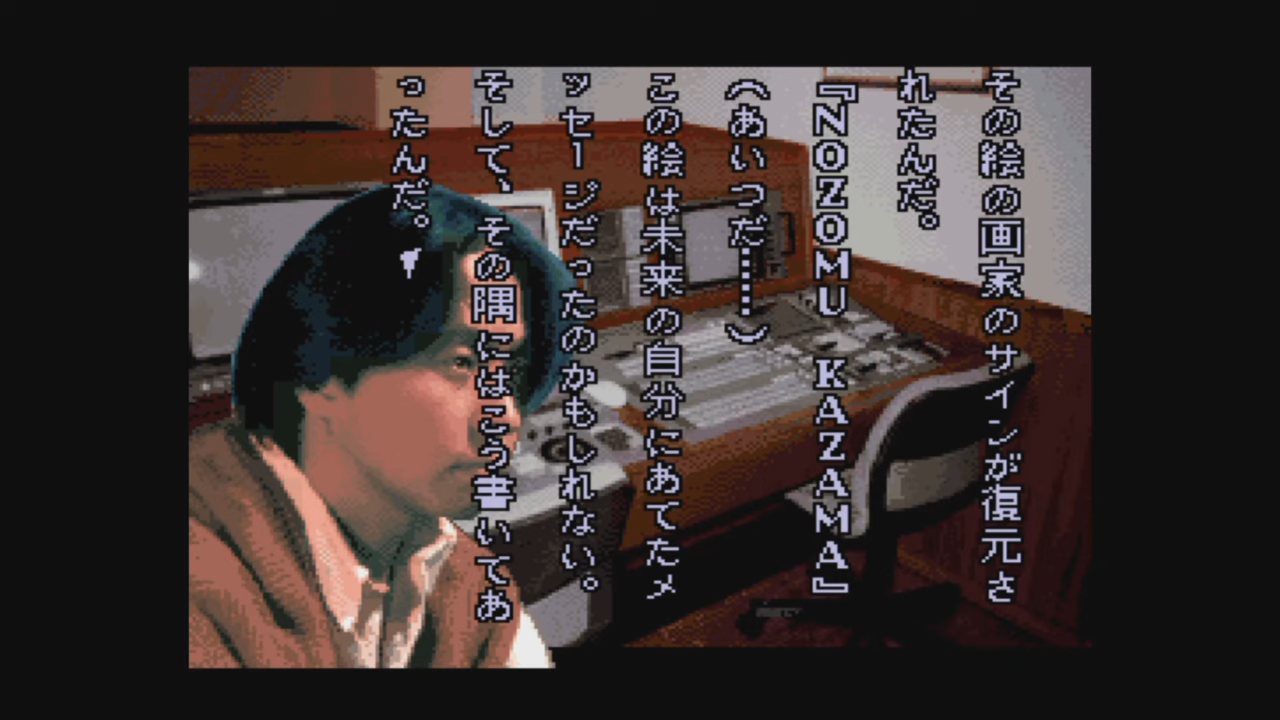 その絵の画家のサインが復元さ
れたんだ。
『NOZOMU KAZAMA』
(あいつだ……)
この絵は未来の自分にあてたメ
ッセージだったのかもしれない。
そして、その隅にはこう書いてあ
ったんだ。